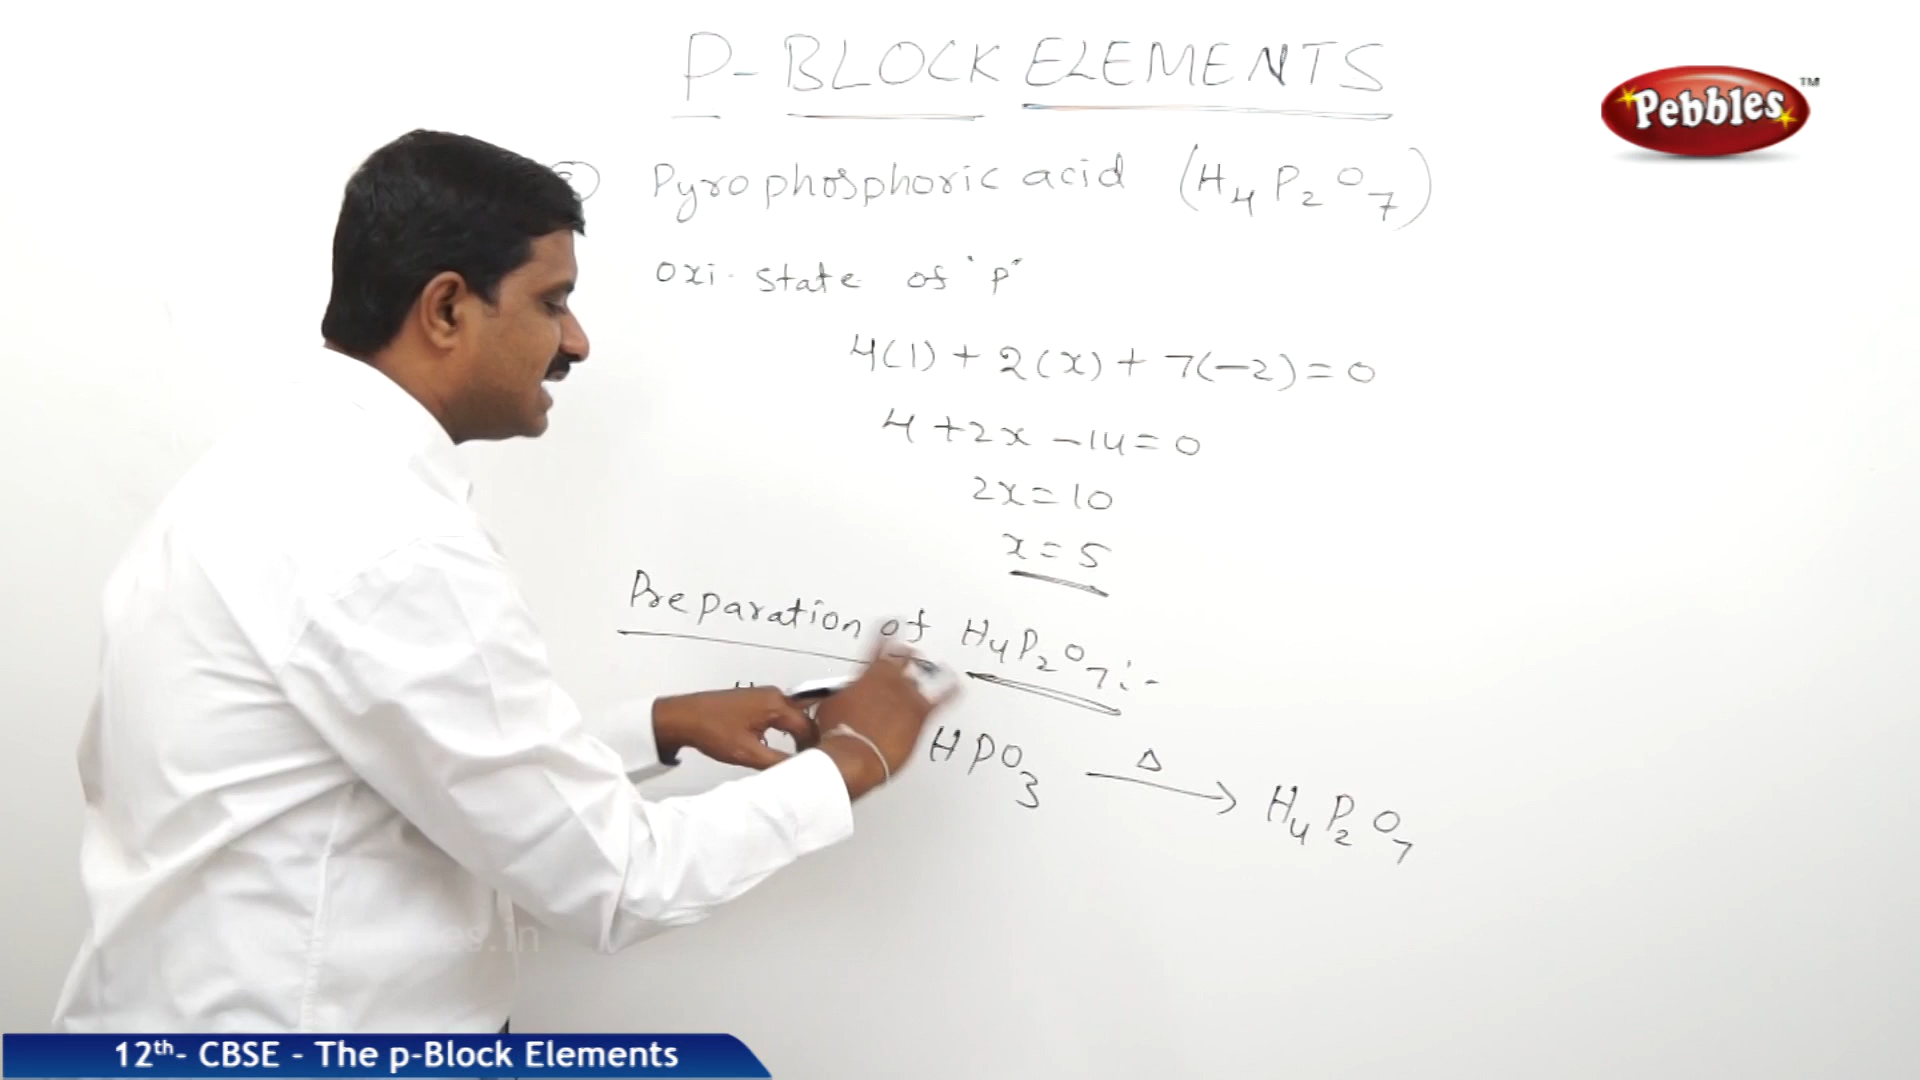 P-BLOCK ELEMENTS
Pebbles™
Pyrophosphoric acid (H₄P₂O₇)
Oxi. state of "P"
4(1) + 2(x) + 7(-2) = 0
4 + 2x - 14 = 0
2x = 10
x = 5
Preparation of H₄P₂O₇:-
HPO₃ →Δ H₄P₂O₇
12th- CBSE - The p-Block Elements